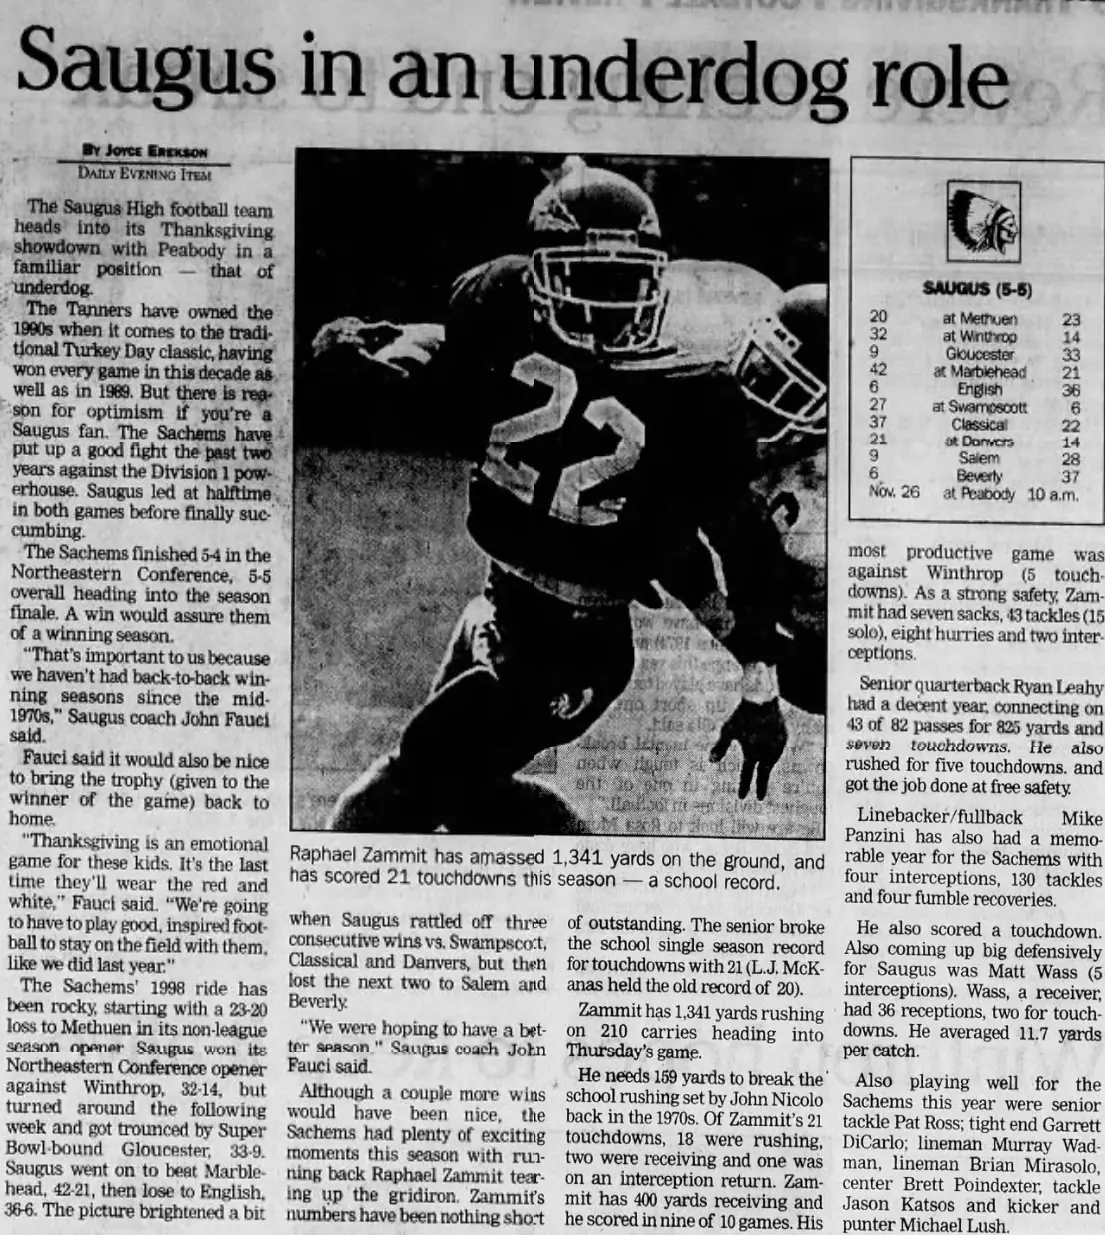 Saugus in an underdog role
BY JOYCE EREKSON
DAILY EVENING ITEM
The Saugus High football team
heads into its Thanksgiving
showdown with Peabody in a
familiar position — that of
underdog.
The Tanners have owned the
1990s when it comes to the tradi-
tional Turkey Day classic, having
won every game in this decade as
well as in 1989. But there is rea-
son for optimism if you're a
Saugus fan. The Sachems have
put up a good fight the past two
years against the Division 1 pow-
erhouse. Saugus led at halftime
in both games before finally suc-
cumbing.
The Sachems finished 5-4 in the
Northeastern Conference, 5-5
overall heading into the season
finale. A win would assure them
of a winning season.
"That's important to us because
we haven't had back-to-back win-
ning seasons since the mid-
1970s," Saugus coach John Fauci
said.
Fauci said it would also be nice
to bring the trophy (given to the
winner of the game) back to
home.
"Thanksgiving is an emotional
game for these kids. It's the last
time they'll wear the red and
white," Fauci said. "We're going
to have to play good, inspired foot-
ball to stay on the field with them,
like we did last year."
The Sachems' 1998 ride has
been rocky, starting with a 23-20
loss to Methuen in its non-league
season opener Saugus won its
Northeastern Conference opener
against Winthrop, 32-14, but
turned around the following
week and got trounced by Super
Bowl-bound Gloucester, 33-9.
Saugus went on to beat Marble-
head, 42-21, then lose to English,
36-6. The picture brightened a bit
22
Raphael Zammit has amassed 1,341 yards on the ground, and
has scored 21 touchdowns this season — a school record.
when Saugus rattled off three
consecutive wins vs. Swampscott,
Classical and Danvers, but then
lost the next two to Salem and
Beverly.
"We were hoping to have a bet-
ter season." Saugus coach John
Fauci said.
Although a couple more wins
would have been nice, the
Sachems had plenty of exciting
moments this season with run-
ning back Raphael Zammit tear-
ing up the gridiron. Zammit's
numbers have been nothing short
of outstanding. The senior broke
the school single season record
for touchdowns with 21 (L.J. McK-
anas held the old record of 20).
Zammit has 1,341 yards rushing
on 210 carries heading into
Thursday's game.
He needs 159 yards to break the
school rushing set by John Nicolo
back in the 1970s. Of Zammit's 21
touchdowns, 18 were rushing,
two were receiving and one was
on an interception return. Zam-
mit has 400 yards receiving and
he scored in nine of 10 games. His
SAUGUS (5-5)
20 at Methuen 23
32 at Winthrop 14
9 Gloucester 33
42 at Marblehead 21
6 English 36
27 at Swampscott 6
37 Classical 22
21 at Danvers 14
9 Salem 28
6 Beverly 37
Nov. 26 at Peabody 10 a.m.
most productive game was
against Winthrop (5 touch-
downs). As a strong safety, Zam-
mit had seven sacks, 43 tackles (15
solo), eight hurries and two inter-
ceptions.
Senior quarterback Ryan Leahy
had a decent year, connecting on
43 of 82 passes for 825 yards and
seven touchdowns. He also
rushed for five touchdowns. and
got the job done at free safety.
Linebacker/fullback Mike
Panzini has also had a memo-
rable year for the Sachems with
four interceptions, 130 tackles
and four fumble recoveries.
He also scored a touchdown.
Also coming up big defensively
for Saugus was Matt Wass (5
interceptions). Wass, a receiver,
had 36 receptions, two for touch-
downs. He averaged 11.7 yards
per catch.
Also playing well for the
Sachems this year were senior
tackle Pat Ross; tight end Garrett
DiCarlo; lineman Murray Wad-
man, lineman Brian Mirasolo,
center Brett Poindexter, tackle
Jason Katsos and kicker and
punter Michael Lush.